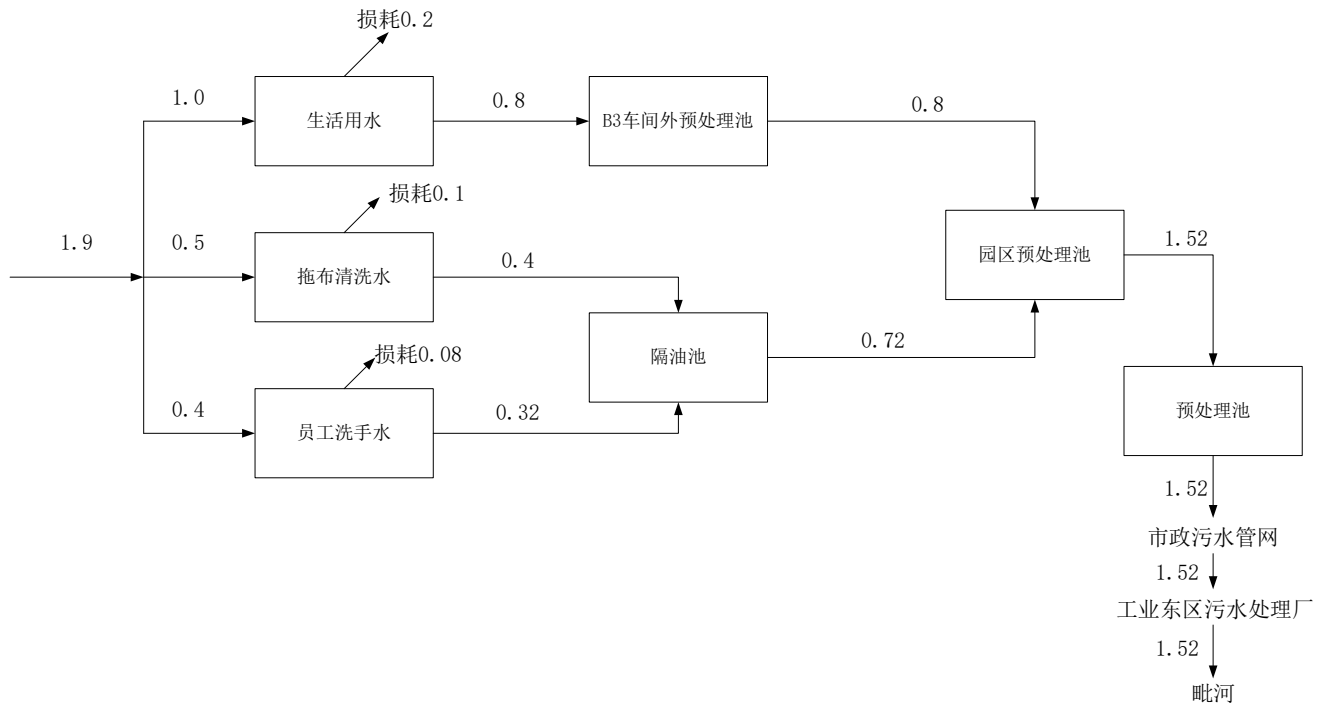 损耗0.2
1.0
生活用水
0.8
B3车间外预处理池
0.8
损耗0.1
1.9
0.5
拖布清洗水
0.4
园区预处理池
1.52
损耗0.08
隔油池
0.72
0.4
员工洗手水
0.32
预处理池
1.52
市政污水管网
1.52
工业东区污水处理厂
1.52
毗河